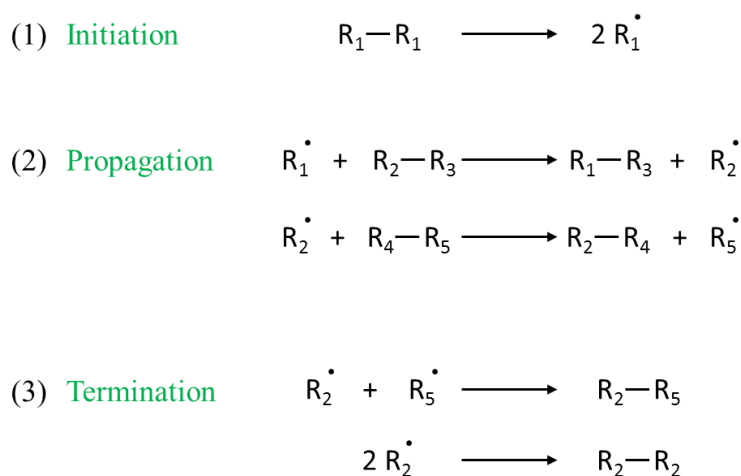 (1) Initiation R₁—R₁ ⟶ 2 R₁•
(2) Propagation R₁• + R₂—R₃ ⟶ R₁—R₃ + R₂•
R₂• + R₄—R₅ ⟶ R₂—R₄ + R₅•
(3) Termination R₂• + R₅• ⟶ R₂—R₅
2 R₂• ⟶ R₂—R₂